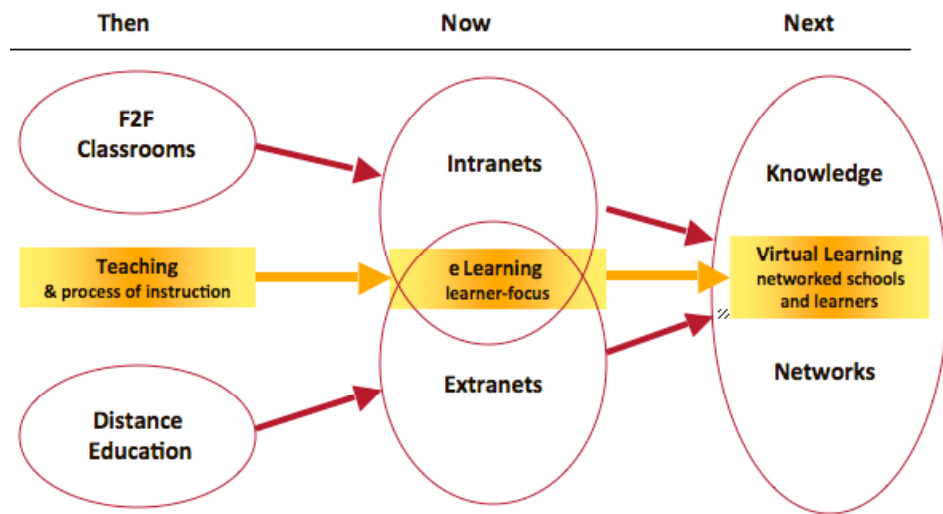 Then
Now
Next
F2F
Classrooms
Intranets
Knowledge
Teaching
& process of instruction
e Learning
learner-focus
Virtual Learning
networked schools
and learners
Extranets
Networks
Distance
Education